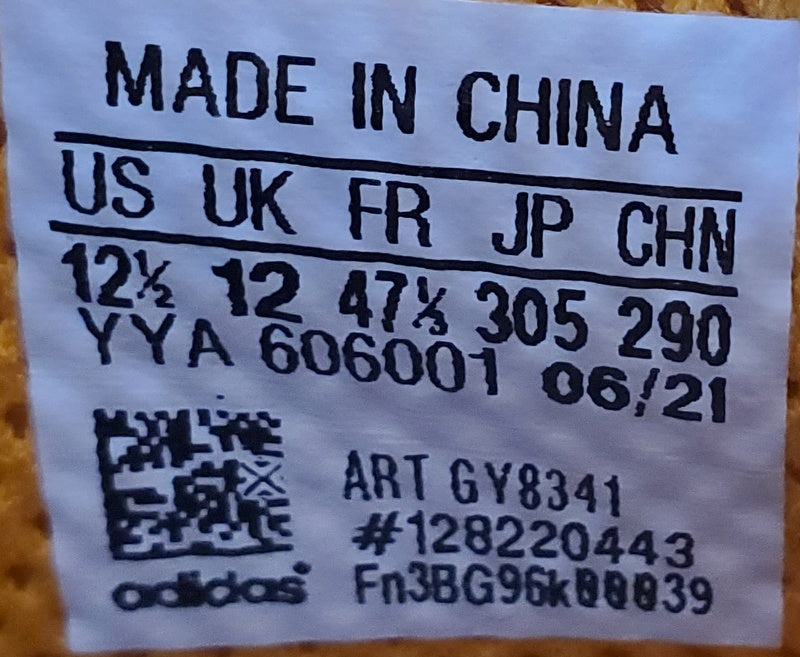 MADE IN CHINA
US UK FR JP CHN
12½ 12 47⅓ 305 290
YYA 606001 06/21
ART GY8341
#128220443
adidas